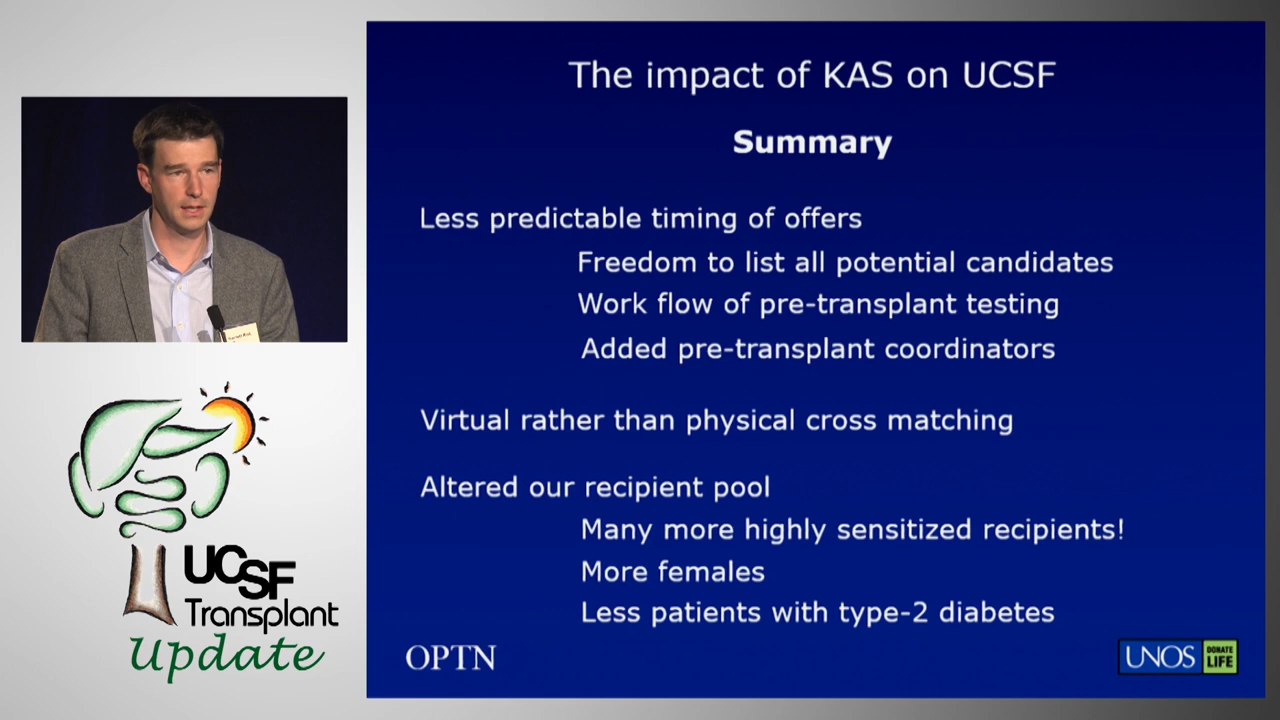 The impact of KAS on UCSF
Summary
Less predictable timing of offers
Freedom to list all potential candidates
Work flow of pre-transplant testing
Added pre-transplant coordinators
Virtual rather than physical cross matching
Altered our recipient pool
Many more highly sensitized recipients!
More females
Less patients with type-2 diabetes
OPTN
UNOS
DONATE
LIFE
UCSF
Transplant
Update